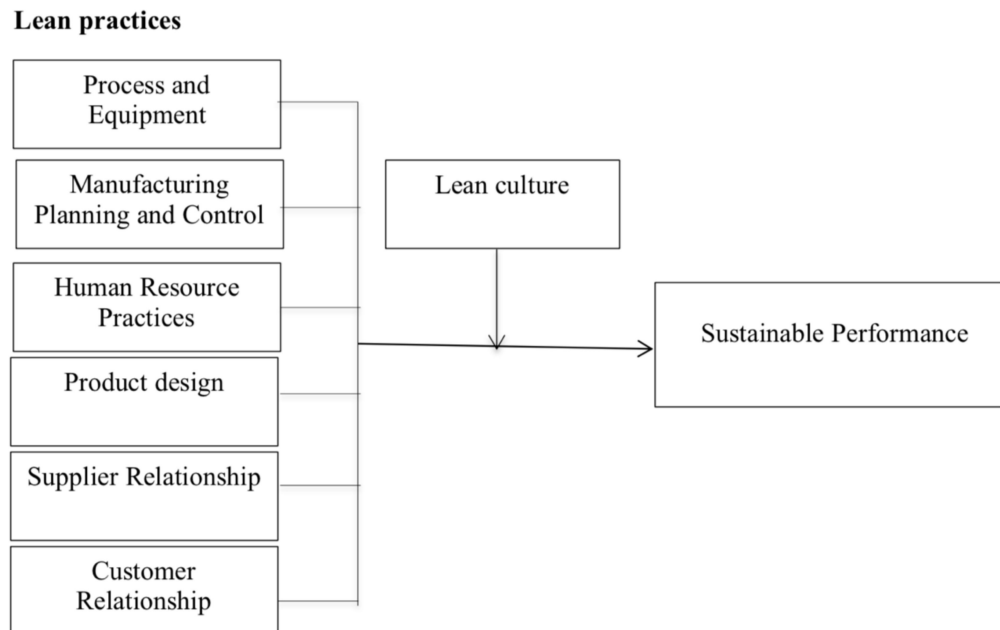 Lean practices
Process and
Equipment
Manufacturing
Planning and Control
Human Resource
Practices
Product design
Supplier Relationship
Customer
Relationship
Lean culture
Sustainable Performance